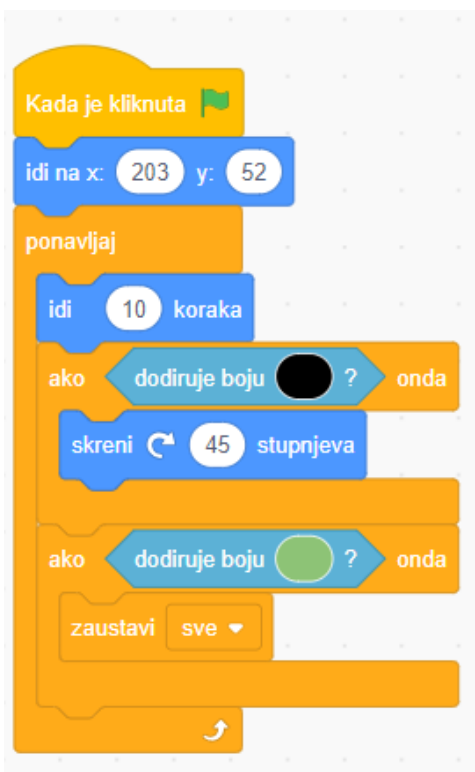 Kada je kliknuta
idi na x: 203 y: 52
ponavljaj
idi 10 koraka
ako dodiruje boju ? onda
skreni 45 stupnjeva
ako dodiruje boju ? onda
zaustavi sve